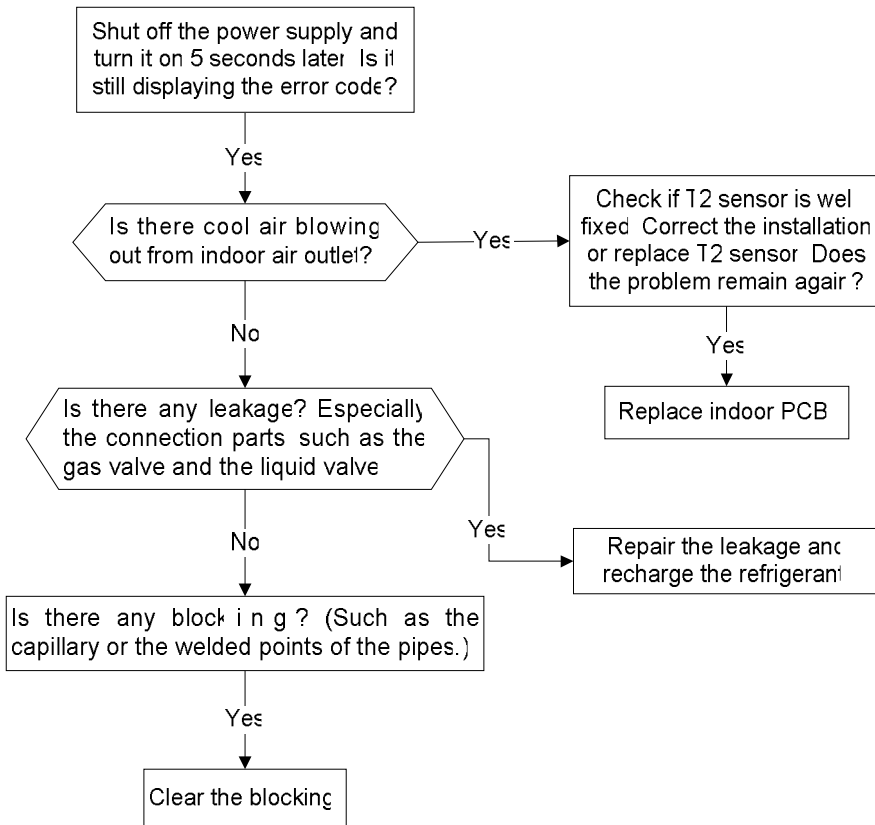 Shut off the power supply and
turn it on 5 seconds later Is it
still displaying the error code?
Yes
Is there cool air blowing
out from indoor air outlet?
Yes
Check if T2 sensor is wel
fixed Correct the installation
or replace T2 sensor Does
the problem remain again?
Yes
Replace indoor PCB
No
Is there any leakage? Especially
the connection parts such as the
gas valve and the liquid valve
Yes
Repair the leakage and
recharge the refrigerant
No
Is there any blocking? (Such as the
capillary or the welded points of the pipes.)
Yes
Clear the blocking